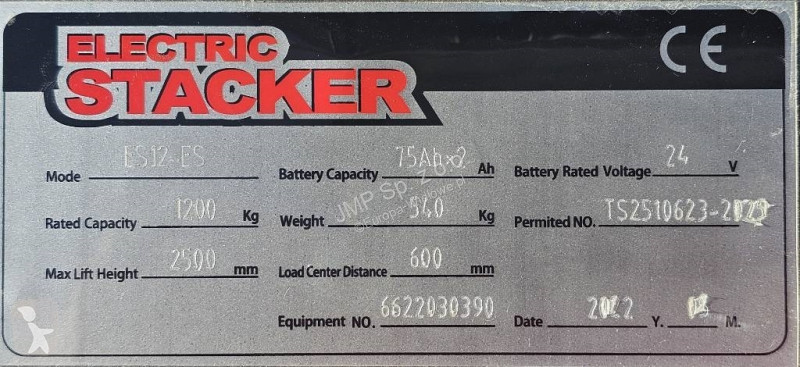 ELECTRIC
STACKER
CE
Mode ES12-ES Battery Capacity 75Ah×2 Ah Battery Rated Voltage 24 V
Rated Capacity 1200 Kg Weight 540 Kg Permited NO. TS2510623-
Max Lift Height 2500 mm Load Center Distance 600 mm
Equipment NO. 6622030390 Date 2022 Y. M.
JMP Sp. z o.o.